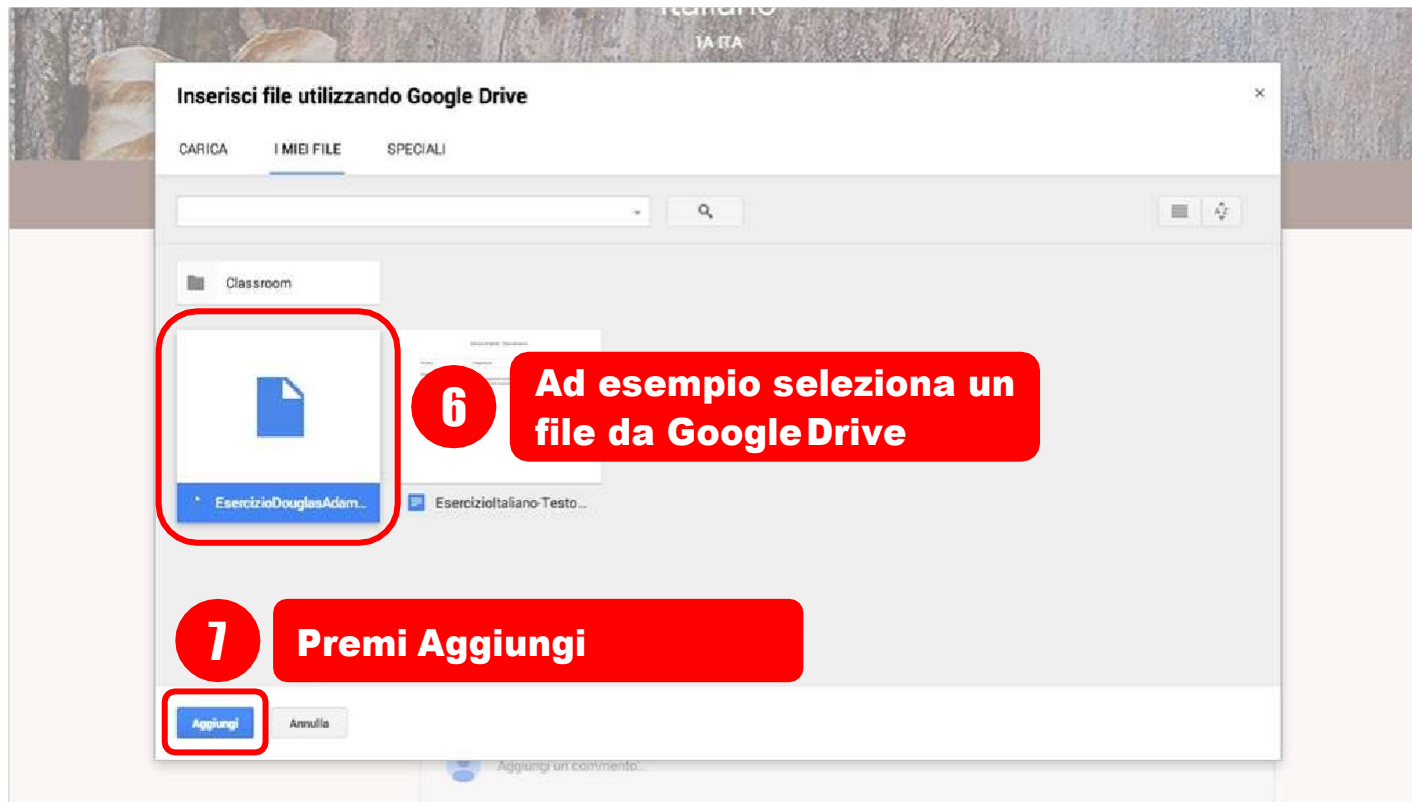 Italiano
1A ITA
Inserisci file utilizzando Google Drive
×
CARICA I MIEI FILE SPECIALI
Classroom
6
Ad esempio seleziona un
file da Google Drive
EsercizioDouglasAdam...
EsercizioItaliano-Testo...
7
Premi Aggiungi
Aggiungi Annulla
Aggiungi un commento...